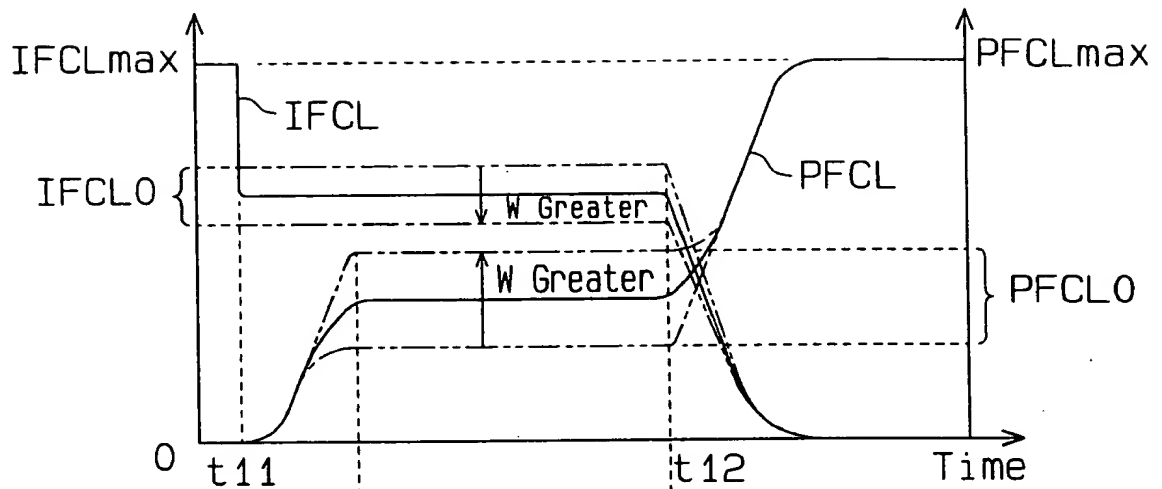 IFCLmax
PFCLmax
IFCL
PFCL
IFCLO
W Greater
W Greater
PFCLO
0
t11
t12
Time